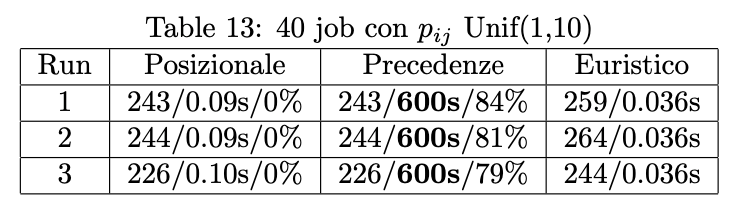 Table 13: 40 job con p_ij Unif(1,10)
Run Posizionale Precedenze Euristico
1 243/0.09s/0% 243/600s/84% 259/0.036s
2 244/0.09s/0% 244/600s/81% 264/0.036s
3 226/0.10s/0% 226/600s/79% 244/0.036s